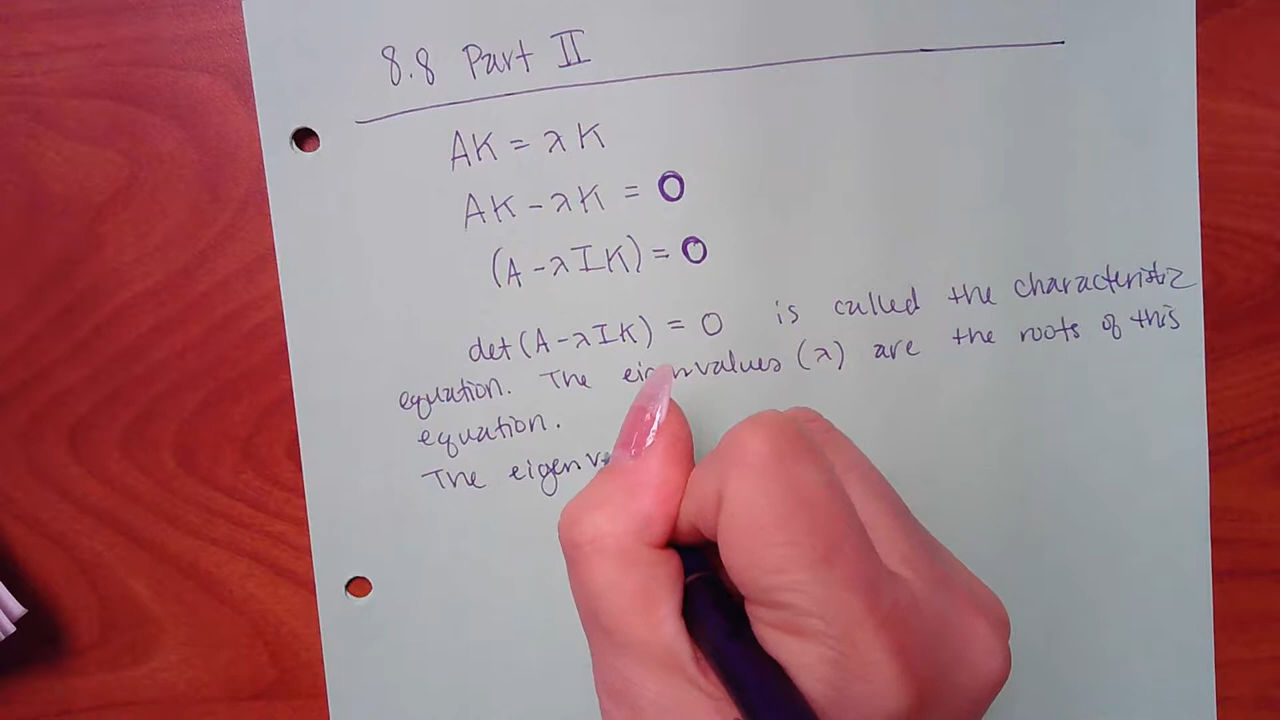 8.8 Part II
AK = λK
AK - λK = 0
(A - λIK) = 0
det(A - λIK) = 0 is called the characteristic
equation. The eigenvalues (λ) are the roots of this
equation.
The